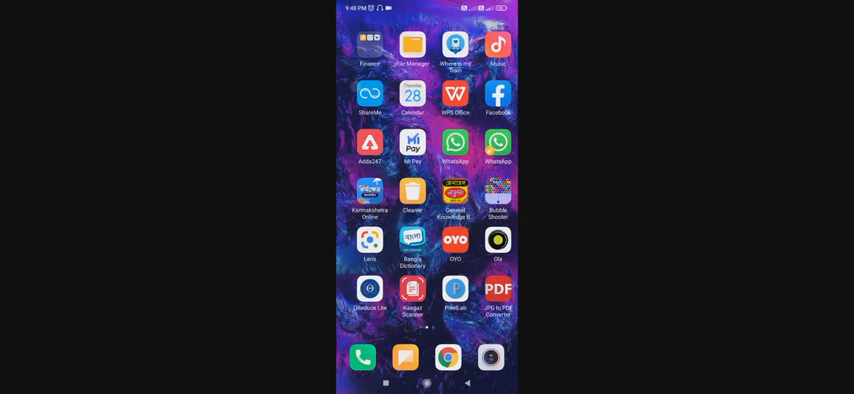 9:48 PM
Finance
File Manager
Where is my
Train
Music
ShareMe
Thursday
28
Calendar
WPS Office
Facebook
Adda247
Mi
Pay
Mi Pay
WhatsApp
WhatsApp
Karmakshetra
Online
Cleaner
General
Knowledge B...
Bubble
Shooter
Lens
বাংলা
Bangla
Dictionary
OYO
OYO
Ola
QReduce Lite
Kaagaz
Scanner
PixelLab
PDF
JPG to PDF
Converter